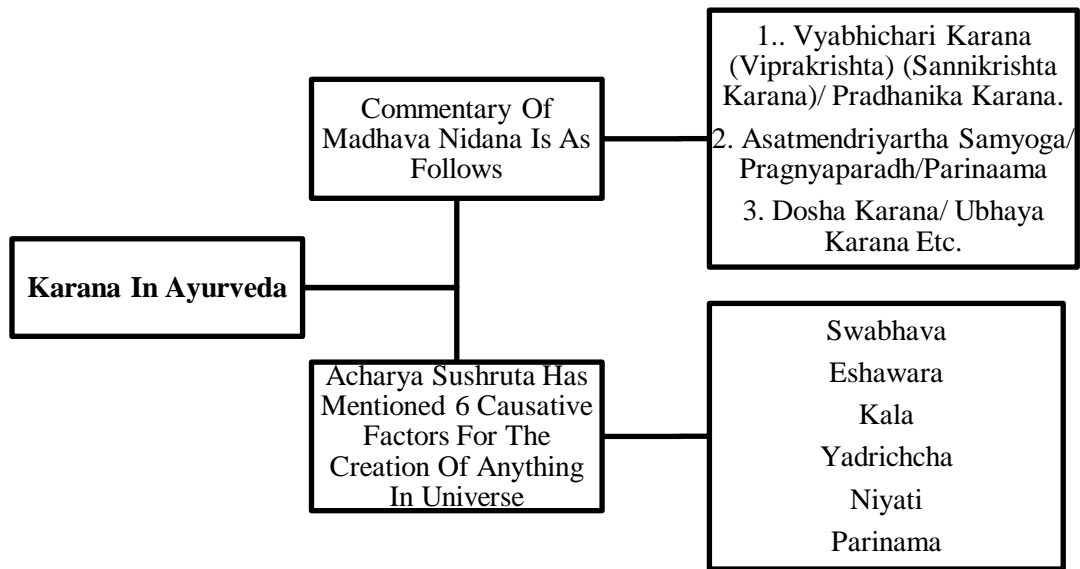 Karana In Ayurveda
Commentary Of
Madhava Nidana Is As
Follows
1.. Vyabhichari Karana
(Viprakrishta) (Sannikrishta
Karana)/ Pradhanika Karana.
2. Asatmendriyartha Samyoga/
Pragnyaparadh/Parinaama
3. Dosha Karana/ Ubhaya
Karana Etc.
Acharya Sushruta Has
Mentioned 6 Causative
Factors For The
Creation Of Anything
In Universe
Swabhava
Eshawara
Kala
Yadrichcha
Niyati
Parinama